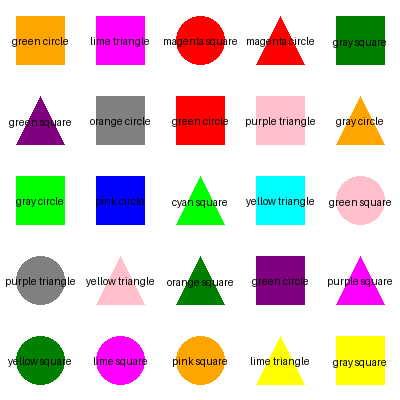 green circle
lime triangle
magenta square
magenta circle
gray square
green square
orange circle
green circle
purple triangle
gray circle
gray circle
pink circle
cyan square
yellow triangle
green square
purple triangle
yellow triangle
orange square
green circle
purple square
yellow square
lime square
pink square
lime triangle
gray square